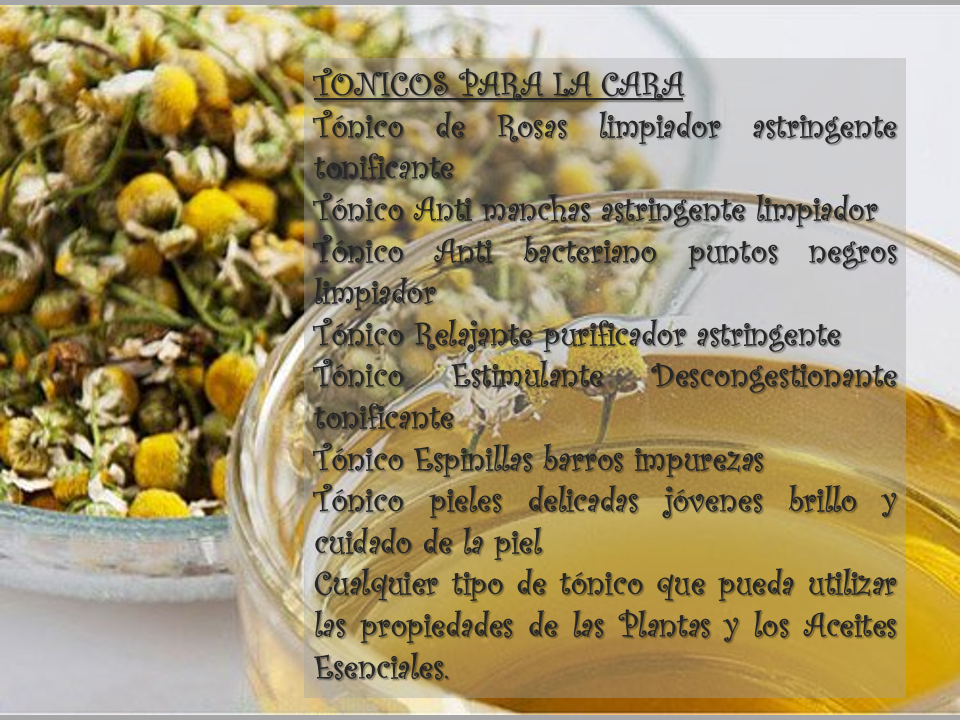 TONICOS PARA LA CARA
Tónico de Rosas limpiador astringente
tonificante
Tónico Anti manchas astringente limpiador
Tónico Anti bacteriano puntos negros
limpiador
Tónico Relajante purificador astringente
Tónico Estimulante Descongestionante
tonificante
Tónico Espinillas barros impurezas
Tónico pieles delicadas jóvenes brillo y
cuidado de la piel
Cualquier tipo de tónico que pueda utilizar
las propiedades de las Plantas y los Aceites
Esenciales.